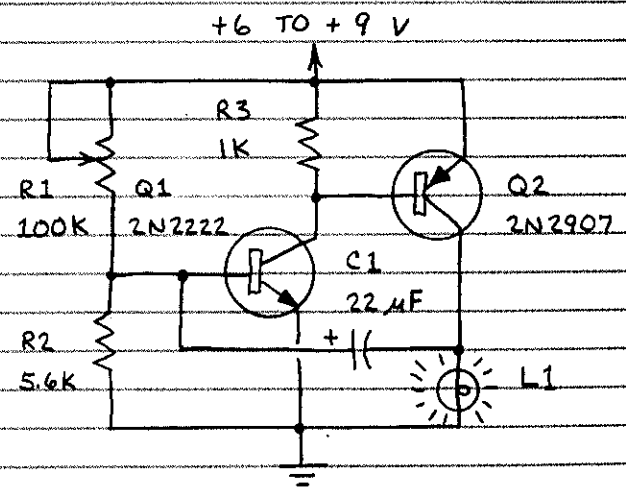 +6 TO +9 V
R3
1K
R1
100K
Q1
2N2222
Q2
2N2907
C1
22 µF
+
R2
5.6K
L1